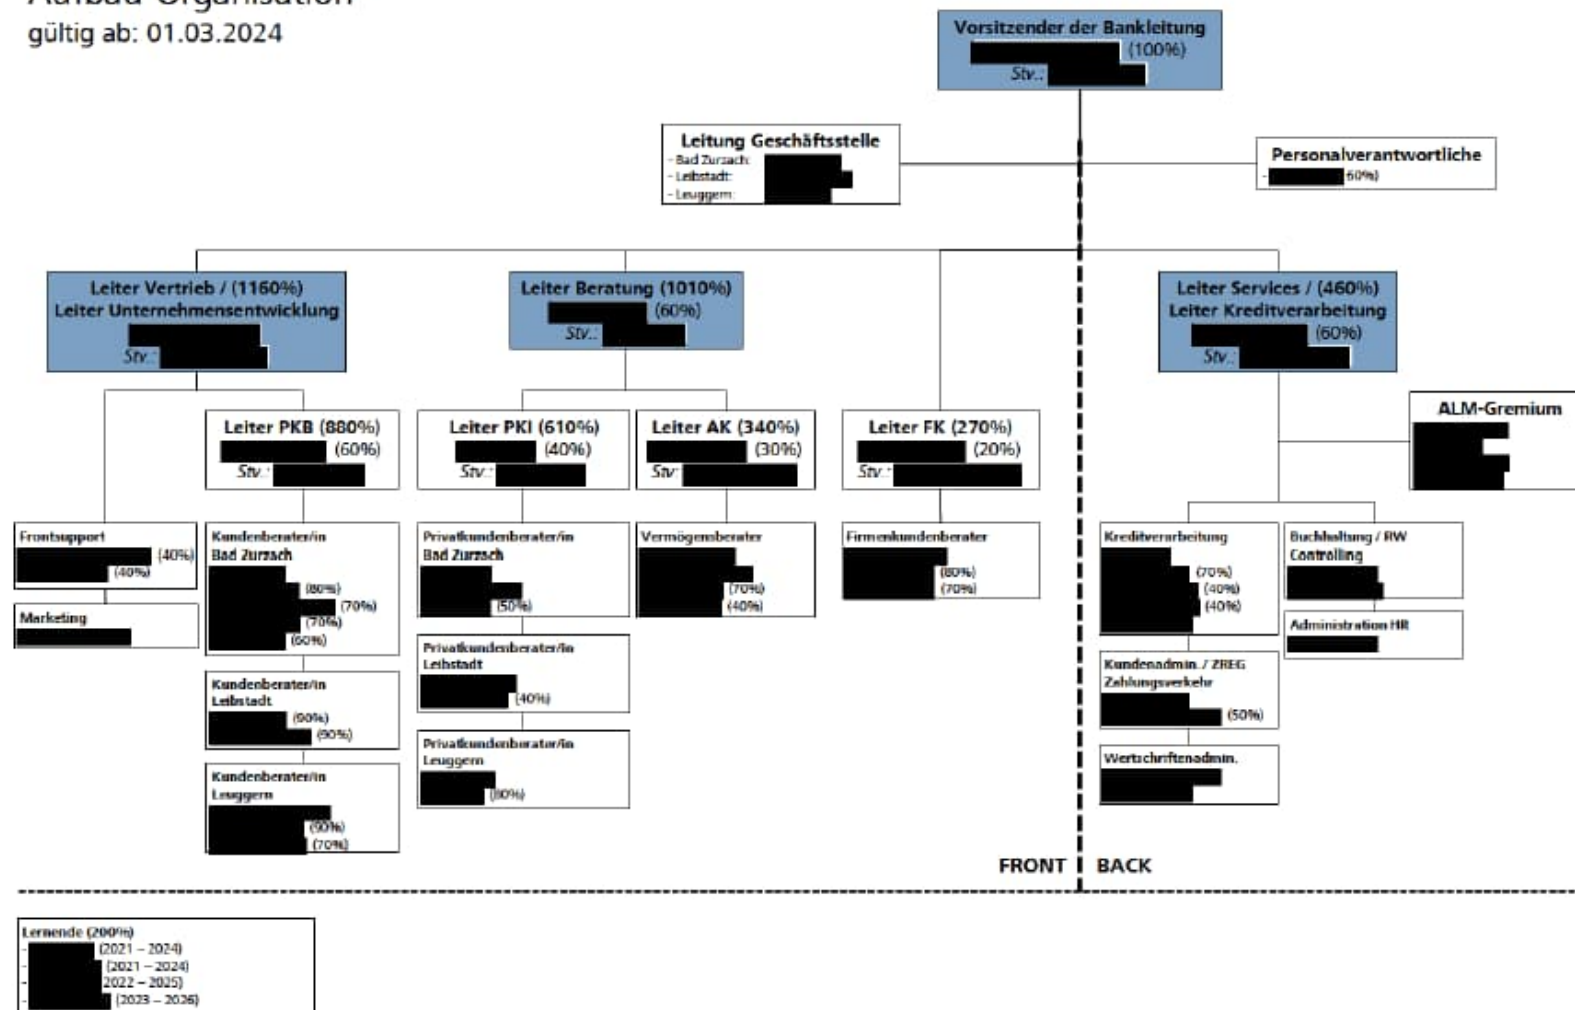 Aufbau-Organisation
gültig ab: 01.03.2024
Vorsitzender der Bankleitung
(100%)
Stv.:
Leitung Geschäftsstelle
- Bad Zurzach:
- Leibstadt:
- Leuggern:
Personalverantwortliche
- 60%)
Leiter Vertrieb / (1160%)
Leiter Unternehmensentwicklung
Stv.:
Leiter Beratung (1010%)
(60%)
Stv.:
Leiter Services / (460%)
Leiter Kreditverarbeitung
(60%)
Stv.:
ALM-Gremium
Leiter PKB (880%)
(60%)
Stv.:
Leiter PKI (610%)
(40%)
Stv.:
Leiter AK (340%)
(30%)
Stv:
Leiter FK (270%)
(20%)
Stv.:
Frontsupport
(40%)
(40%)
Marketing
Kundenberater/in
Bad Zurzach
(80%)
(70%)
(70%)
(60%)
Kundenberater/in
Leibstadt
(90%)
(90%)
Kundenberater/in
Leuggern
(90%)
(70%)
Privatkundenberater/in
Bad Zurzach
(50%)
Privatkundenberater/in
Leibstadt
(40%)
Privatkundenberater/in
Leuggern
(80%)
Vermögensberater
(70%)
(40%)
Firmenkundenberater
(80%)
(70%)
Kreditverarbeitung
(70%)
(40%)
(40%)
Kundenadmin. / ZREG
Zahlungsverkehr
(50%)
Wertschriftenadmin.
Buchhaltung / RW
Controlling
Administration HR
FRONT
BACK
Lernende (200%)
- (2021 – 2024)
- (2021 – 2024)
- 2022 – 2025)
- (2023 – 2026)